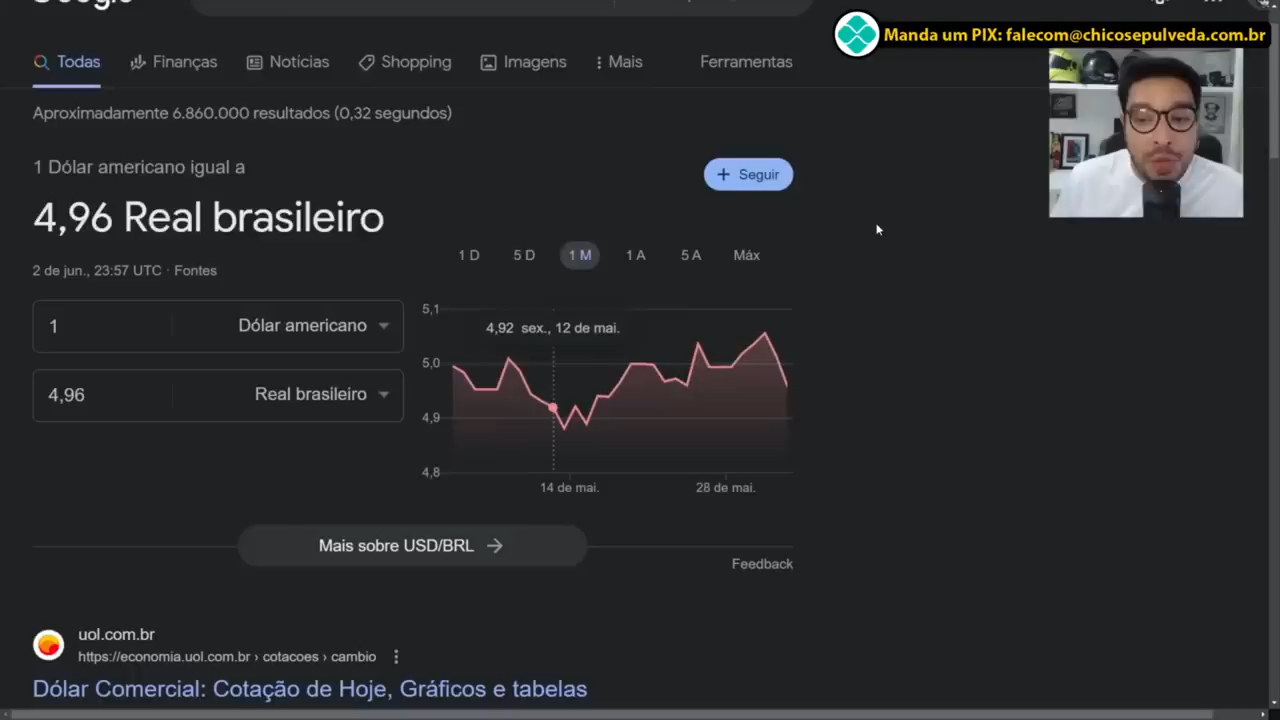 Google
Manda um PIX: falecom@chicosepulveda.com.br
Todas
Finanças
Notícias
Shopping
Imagens
Mais
Ferramentas
Aproximadamente 6.860.000 resultados (0,32 segundos)
1 Dólar americano igual a
Seguir
4,96 Real brasileiro
1 D
5 D
1 M
1 A
5 A
Máx
2 de jun., 23:57 UTC · Fontes
1
Dólar americano
4,96
Real brasileiro
5,1
4,92 sex., 12 de mai.
5,0
4,9
4,8
14 de mai.
28 de mai.
Mais sobre USD/BRL
Feedback
uol.com.br
https://economia.uol.com.br › cotacoes › cambio
Dólar Comercial: Cotação de Hoje, Gráficos e tabelas